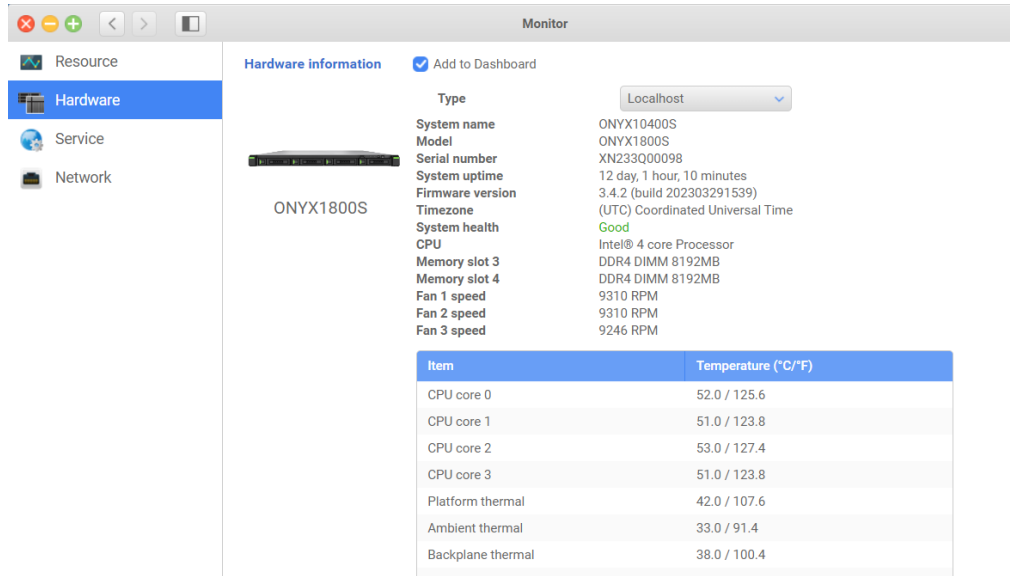 Monitor
Resource
Hardware
Service
Network
Hardware information Add to Dashboard
ONYX1800S
Type Localhost
System name ONYX10400S
Model ONYX1800S
Serial number XN233Q00098
System uptime 12 day, 1 hour, 10 minutes
Firmware version 3.4.2 (build 202303291539)
Timezone (UTC) Coordinated Universal Time
System health Good
CPU Intel® 4 core Processor
Memory slot 3 DDR4 DIMM 8192MB
Memory slot 4 DDR4 DIMM 8192MB
Fan 1 speed 9310 RPM
Fan 2 speed 9310 RPM
Fan 3 speed 9246 RPM
Item Temperature (°C/°F)
CPU core 0 52.0 / 125.6
CPU core 1 51.0 / 123.8
CPU core 2 53.0 / 127.4
CPU core 3 51.0 / 123.8
Platform thermal 42.0 / 107.6
Ambient thermal 33.0 / 91.4
Backplane thermal 38.0 / 100.4